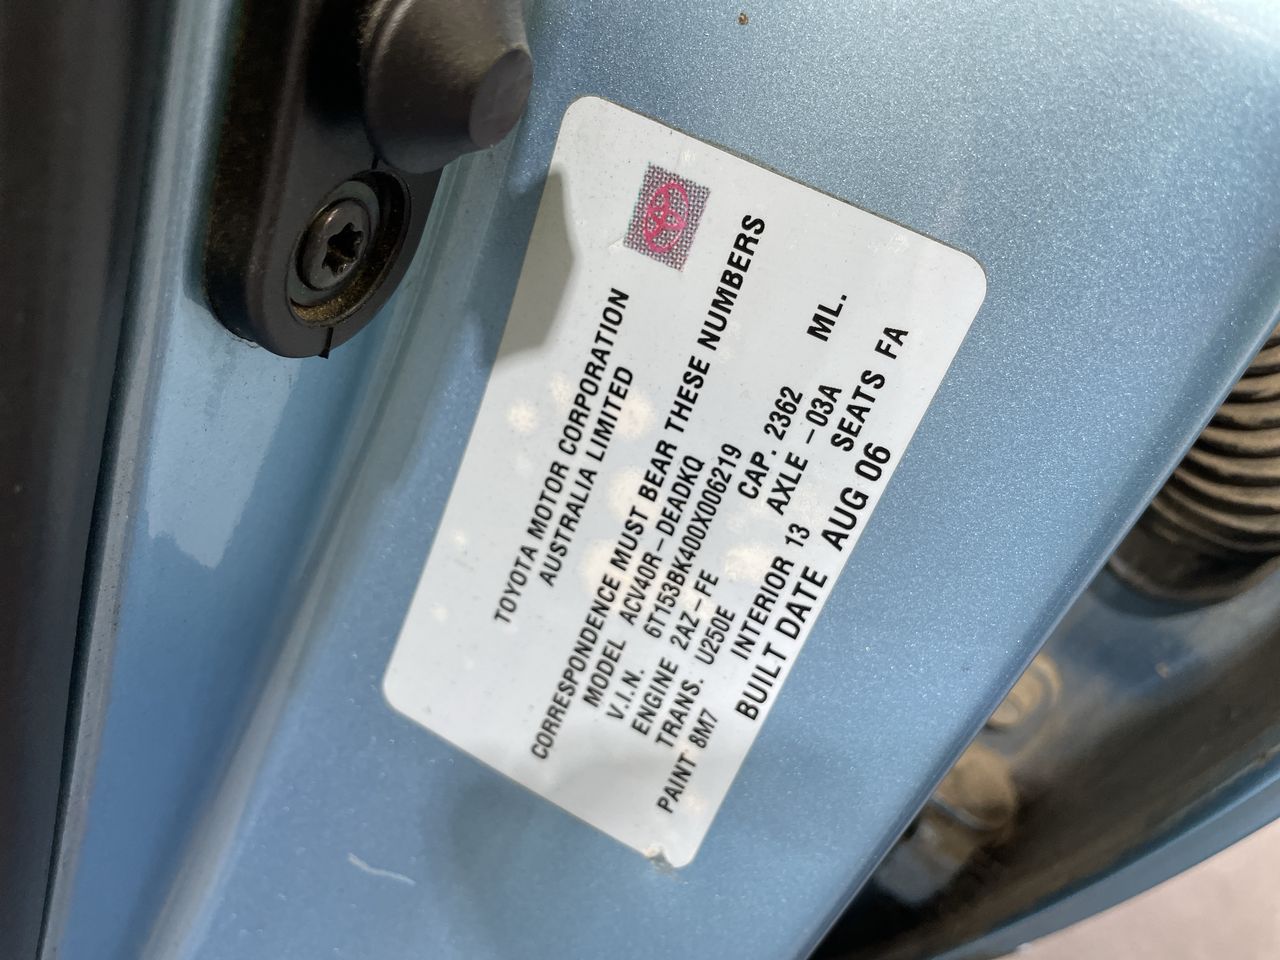 TOYOTA MOTOR CORPORATION
AUSTRALIA LIMITED
CORRESPONDENCE MUST BEAR THESE NUMBERS
MODEL ACV40R-DEADKQ
V.I.N. 6T153BK400X006219
ENGINE 2AZ-FE CAP. 2362 ML.
TRANS. U250E AXLE -03A
PAINT 8M7 INTERIOR 13 SEATS FA
BUILT DATE AUG 06